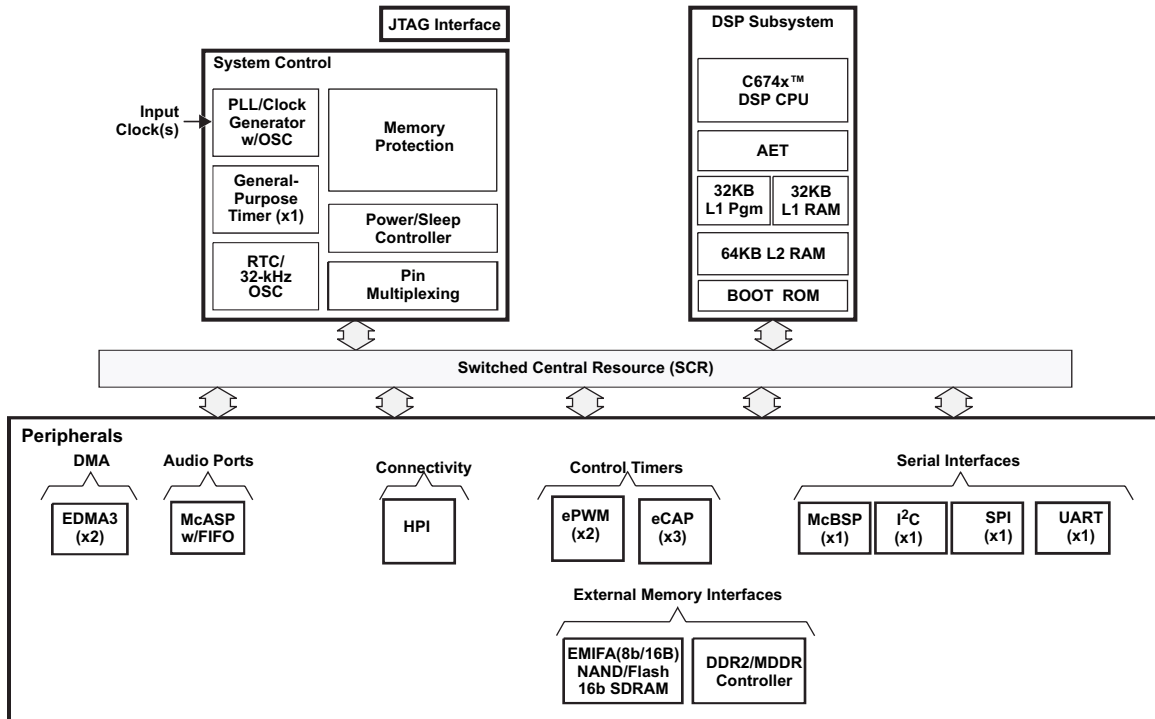 JTAG Interface
System Control
Input
Clock(s)
PLL/Clock
Generator
w/OSC
General-
Purpose
Timer (x1)
RTC/
32-kHz
OSC
Memory
Protection
Power/Sleep
Controller
Pin
Multiplexing
DSP Subsystem
C674x™
DSP CPU
AET
32KB
L1 Pgm
32KB
L1 RAM
64KB L2 RAM
BOOT ROM
Switched Central Resource (SCR)
Peripherals
DMA
EDMA3
(x2)
Audio Ports
McASP
w/FIFO
Connectivity
HPI
Control Timers
ePWM
(x2)
eCAP
(x3)
Serial Interfaces
McBSP
(x1)
I²C
(x1)
SPI
(x1)
UART
(x1)
External Memory Interfaces
EMIFA(8b/16B)
NAND/Flash
16b SDRAM
DDR2/MDDR
Controller